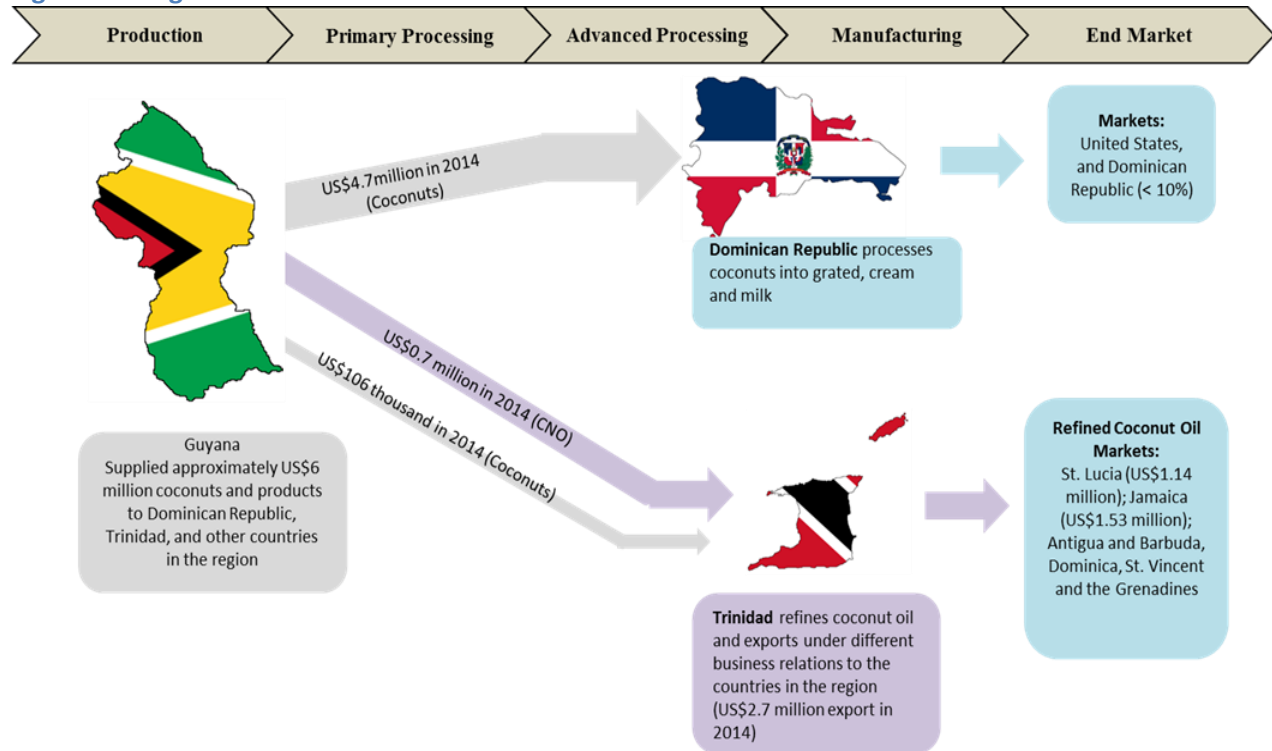 Production
Primary Processing
Advanced Processing
Manufacturing
End Market
US$4.7million in 2014
(Coconuts)
Markets:
United States,
and Dominican
Republic (< 10%)
Dominican Republic processes
coconuts into grated, cream
and milk
US$0.7 million in 2014 (CNO)
US$106 thousand in 2014 (Coconuts)
Guyana
Supplied approximately US$6
million coconuts and products
to Dominican Republic,
Trinidad, and other countries
in the region
Refined Coconut Oil
Markets:
St. Lucia (US$1.14
million); Jamaica
(US$1.53 million);
Antigua and Barbuda,
Dominica, St. Vincent
and the Grenadines
Trinidad refines coconut oil
and exports under different
business relations to the
countries in the region
(US$2.7 million export in
2014)